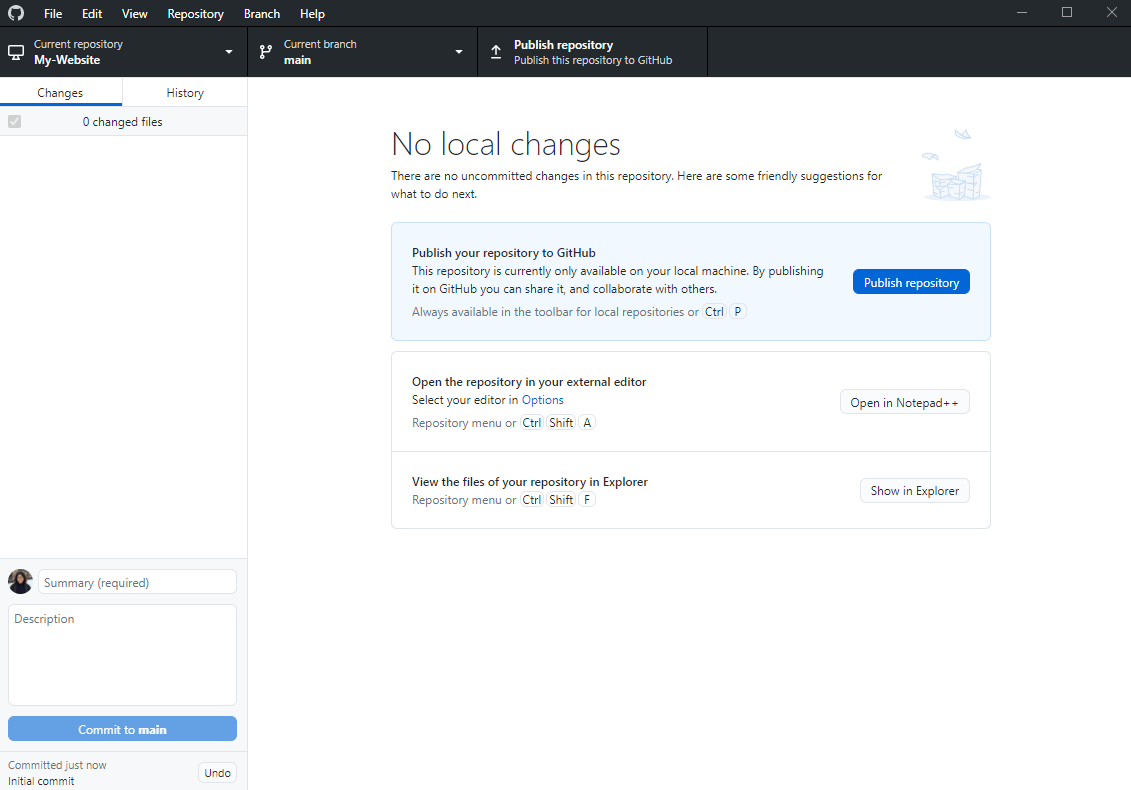 File Edit View Repository Branch Help
Current repository
My-Website
Current branch
main
Publish repository
Publish this repository to GitHub
Changes History
0 changed files
No local changes
There are no uncommitted changes in this repository. Here are some friendly suggestions for
what to do next.
Publish your repository to GitHub
This repository is currently only available on your local machine. By publishing
it on GitHub you can share it, and collaborate with others.
Always available in the toolbar for local repositories or Ctrl P
Publish repository
Open the repository in your external editor
Select your editor in Options
Repository menu or Ctrl Shift A
Open in Notepad++
View the files of your repository in Explorer
Repository menu or Ctrl Shift F
Show in Explorer
Summary (required)
Description
Commit to main
Committed just now
Initial commit
Undo